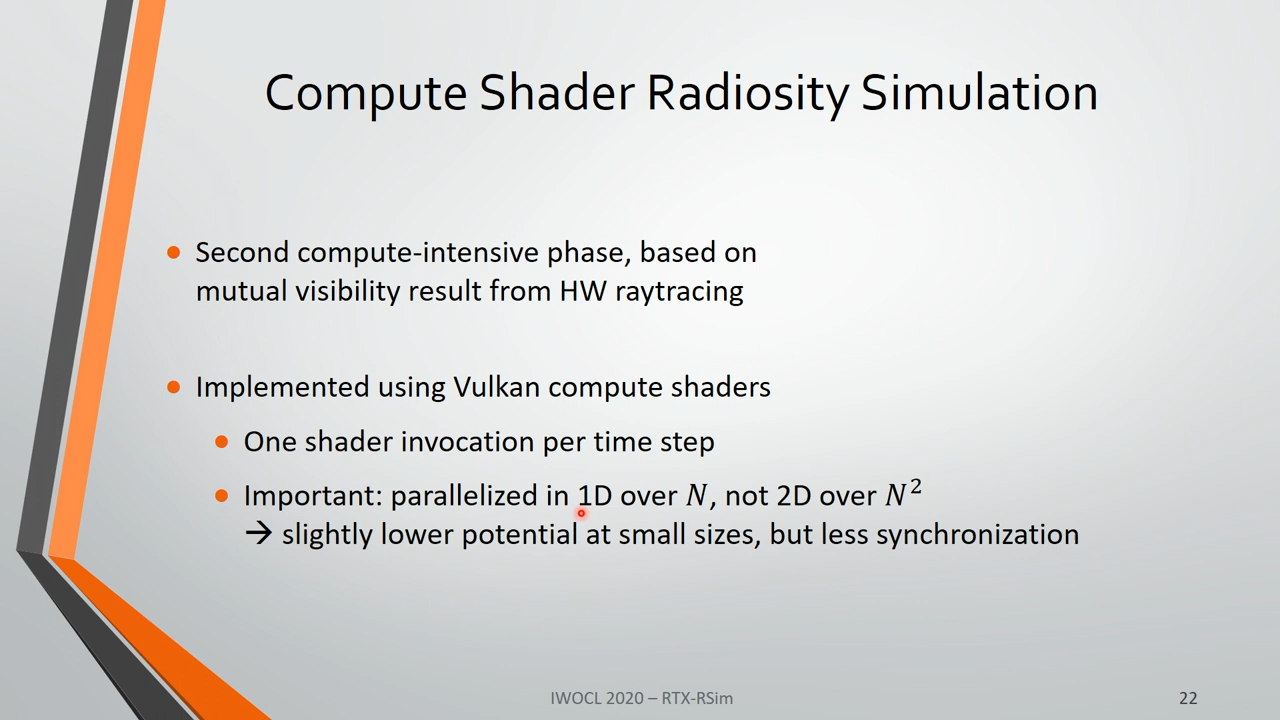 Compute Shader Radiosity Simulation
Second compute-intensive phase, based on
mutual visibility result from HW raytracing
Implemented using Vulkan compute shaders
One shader invocation per time step
Important: parallelized in 1D over N, not 2D over N²
→ slightly lower potential at small sizes, but less synchronization
IWOCL 2020 – RTX-RSim
22